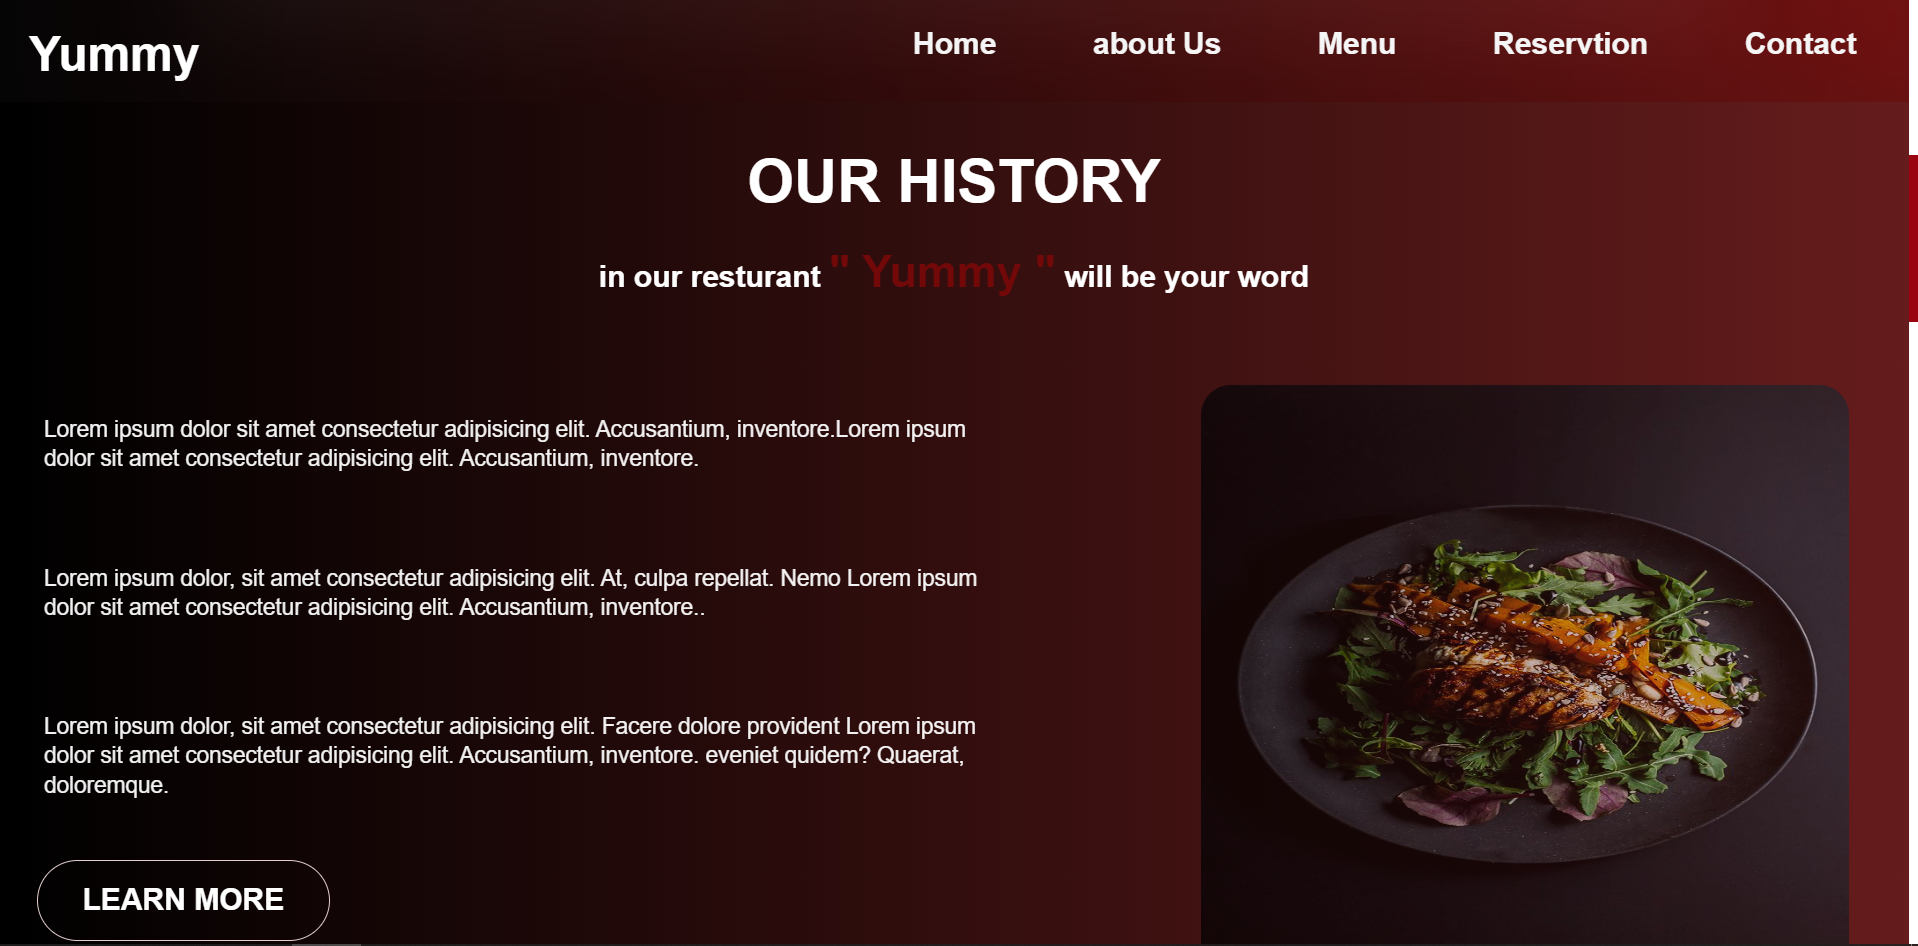 Yummy
Home about Us Menu Reservtion Contact
OUR HISTORY
in our resturant " Yummy " will be your word
Lorem ipsum dolor sit amet consectetur adipisicing elit. Accusantium, inventore.Lorem ipsum
dolor sit amet consectetur adipisicing elit. Accusantium, inventore.
Lorem ipsum dolor, sit amet consectetur adipisicing elit. At, culpa repellat. Nemo Lorem ipsum
dolor sit amet consectetur adipisicing elit. Accusantium, inventore..
Lorem ipsum dolor, sit amet consectetur adipisicing elit. Facere dolore provident Lorem ipsum
dolor sit amet consectetur adipisicing elit. Accusantium, inventore. eveniet quidem? Quaerat,
doloremque.
LEARN MORE